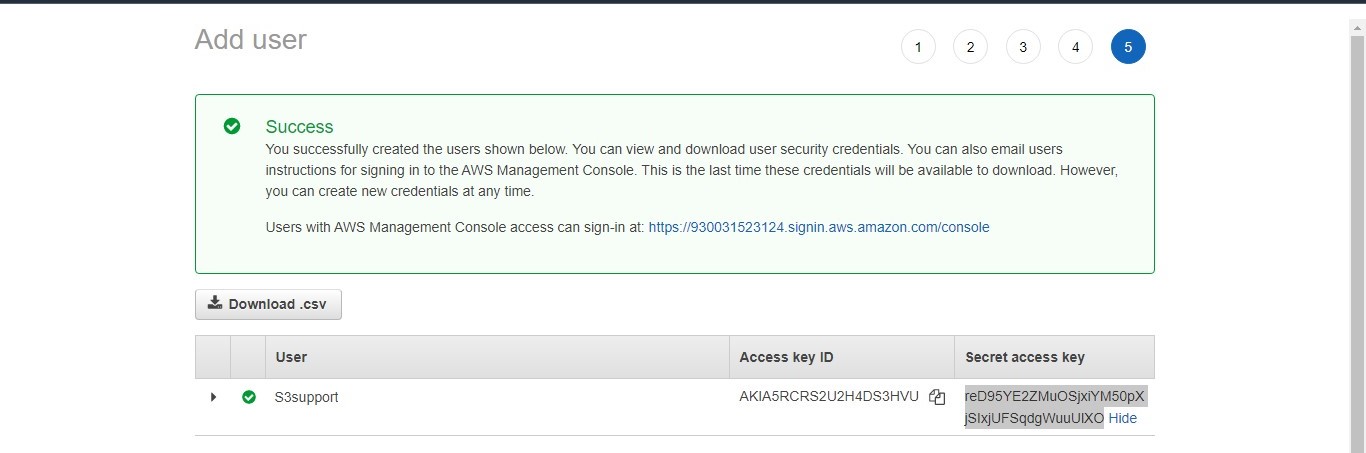 Add user
1 2 3 4 5
Success
You successfully created the users shown below. You can view and download user security credentials. You can also email users
instructions for signing in to the AWS Management Console. This is the last time these credentials will be available to download. However,
you can create new credentials at any time.
Users with AWS Management Console access can sign-in at: https://930031523124.signin.aws.amazon.com/console
Download .csv
User Access key ID Secret access key
S3support AKIA5RCRS2U2H4DS3HVU reD95YE2ZMuOSjxiYM50pX
Hide